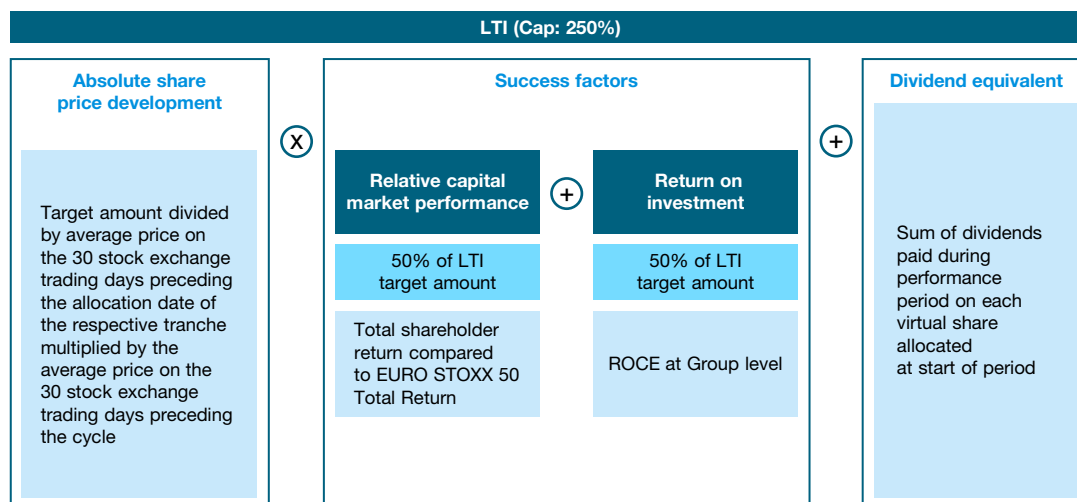 LTI (Cap: 250%)
Absolute share
price development
Target amount divided
by average price on
the 30 stock exchange
trading days preceding
the allocation date of
the respective tranche
multiplied by the
average price on the
30 stock exchange
trading days preceding
the cycle
X
Success factors
Relative capital
market performance
50% of LTI
target amount
Total shareholder
return compared
to EURO STOXX 50
Total Return
+
Return on
investment
50% of LTI
target amount
ROCE at Group level
+
Dividend equivalent
Sum of dividends
paid during
performance
period on each
virtual share
allocated
at start of period